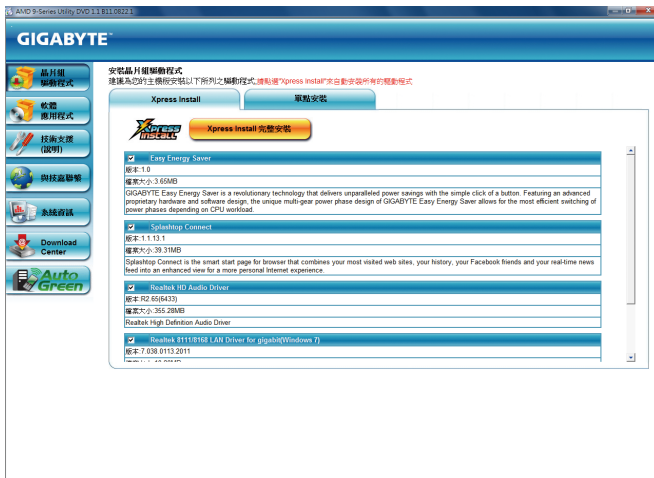 AMD 9-Series Utility DVD 1.1 B11.0822.1
GIGABYTE™
晶片組
驅動程式
軟體
應用程式
技術支援
(說明)
與技嘉聯繫
系統資訊
Download
Center
Auto
Green
安裝晶片組驅動程式
建議為您的主機板安裝以下所列之驅動程式,請點選"Xpress Install"來自動安裝所有的驅動程式
Xpress Install
單點安裝
Xpress
INSTALL
Xpress Install 完整安裝
Easy Energy Saver
版本:1.0
檔案大小:3.65MB
GIGABYTE Easy Energy Saver is a revolutionary technology that delivers unparalleled power savings with the simple click of a button. Featuring an advanced
proprietary hardware and software design, the unique multi-gear power phase design of GIGABYTE Easy Energy Saver allows for the most efficient switching of
power phases depending on CPU workload.
Splashtop Connect
版本:1.1.13.1
檔案大小:39.31MB
Splashtop Connect is the smart start page for browser that combines your most visited web sites, your history, your Facebook friends and your real-time news
feed into an enhanced view for a more personal Internet experience.
Realtek HD Audio Driver
版本:R2.65(6433)
檔案大小:355.28MB
Realtek High Definition Audio Driver
Realtek 8111/8168 LAN Driver for gigabit(Windows 7)
版本:7.038.0113.2011